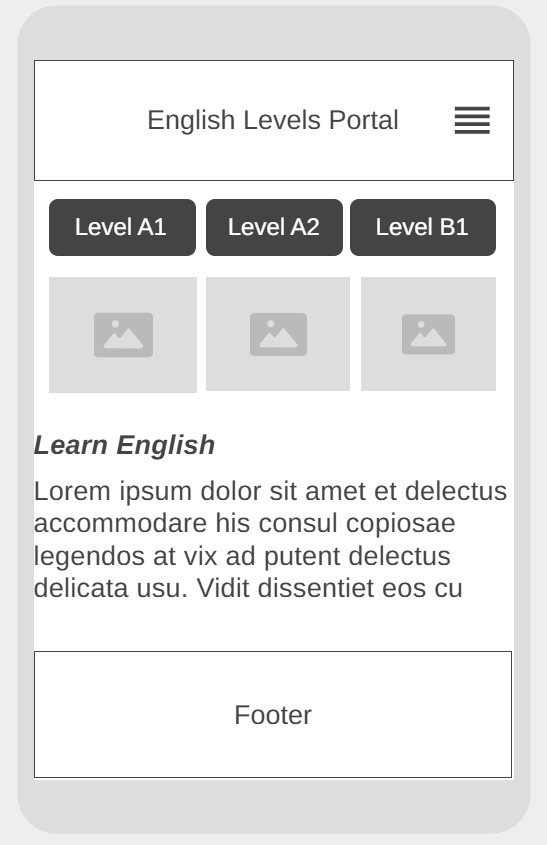 English Levels Portal
Level A1 Level A2 Level B1
Learn English
Lorem ipsum dolor sit amet et delectus
accommodare his consul copiosae
legendos at vix ad putent delectus
delicata usu. Vidit dissentiet eos cu
Footer